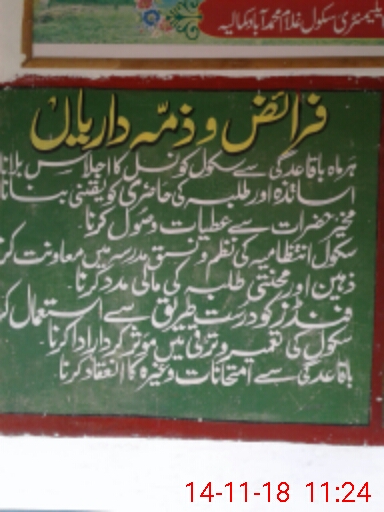 ایلیمنٹری سکول غلام محمد آباد کمالیہ
فرائض و ذمہ داریاں
ہر ماہ باقاعدگی سے سکول کونسل کا اجلاس بلانا
اساتذہ اور طلبہ کی حاضری کو یقینی بنانا
مخیر حضرات سے عطیات وصول کرنا۔
سکول انتظامیہ کی نظم و نسق مدرسہ میں معاونت کر
ذہین اور محنتی طلبہ کی مالی مدد کرنا۔
فنڈز کو درست طریق سے استعمال ک
سکول کی تعمیر و ترقی میں موثر کردار ادا کرنا۔
باقاعدگی سے امتحانات وغیرہ کا انعقاد کرنا
14-11-18 11:24